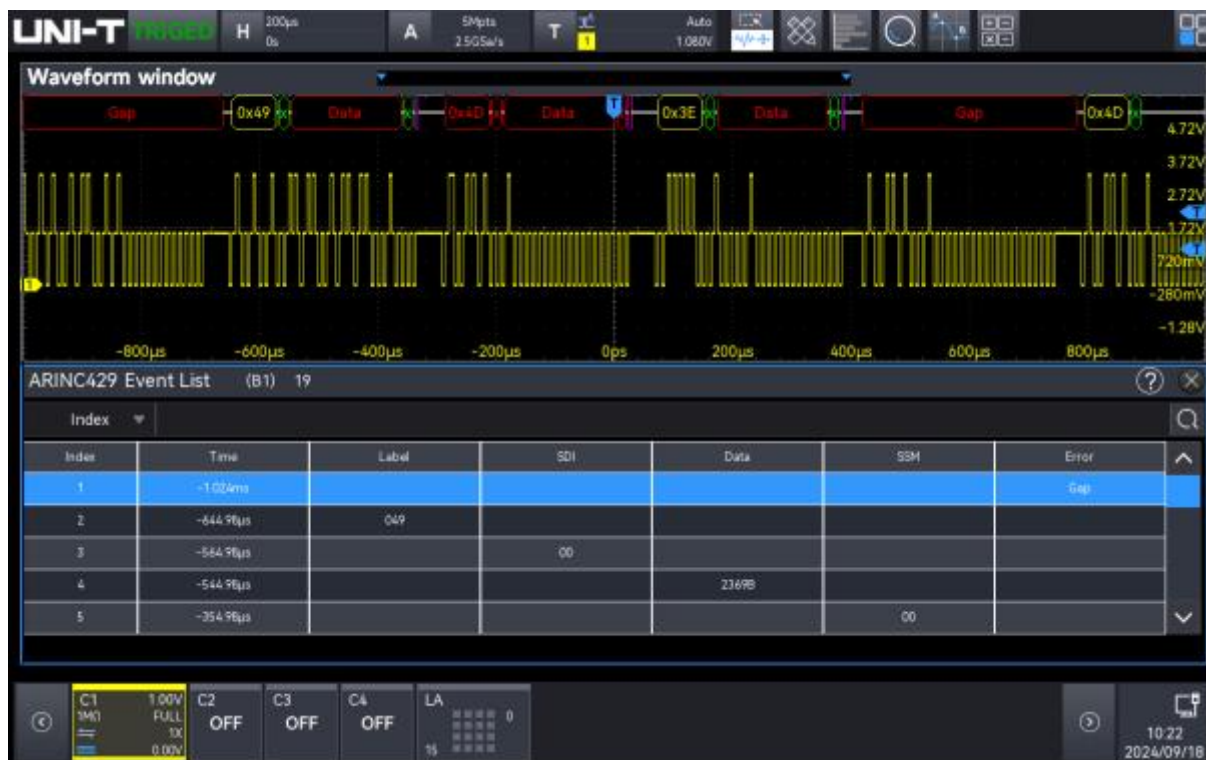 UNI-T TRIGED H 200μs 0s A 5Mpts 2.5GSa/s T 1 Auto 1.080V
Waveform window
T
Gap 0x49 Data 0x4D Data 0x3E Data Gap 0x4D
4.72V
3.72V
2.72V
T
1.72V
T
720mV
1
-280mV
-1.28V
-800μs -600μs -400μs -200μs 0ps 200μs 400μs 600μs 800μs
ARINC429 Event List (B1) 19
Index
Index Time Label SDI Data SSM Error
1 -1.024ms Gap
2 -644.98μs 049
3 -564.98μs 00
4 -544.98μs 2369B
5 -354.98μs 00
C1 1.00V C2 C3 C4 LA
1MΩ FULL OFF OFF OFF 0
1X
0.00V 15
10:22
2024/09/18